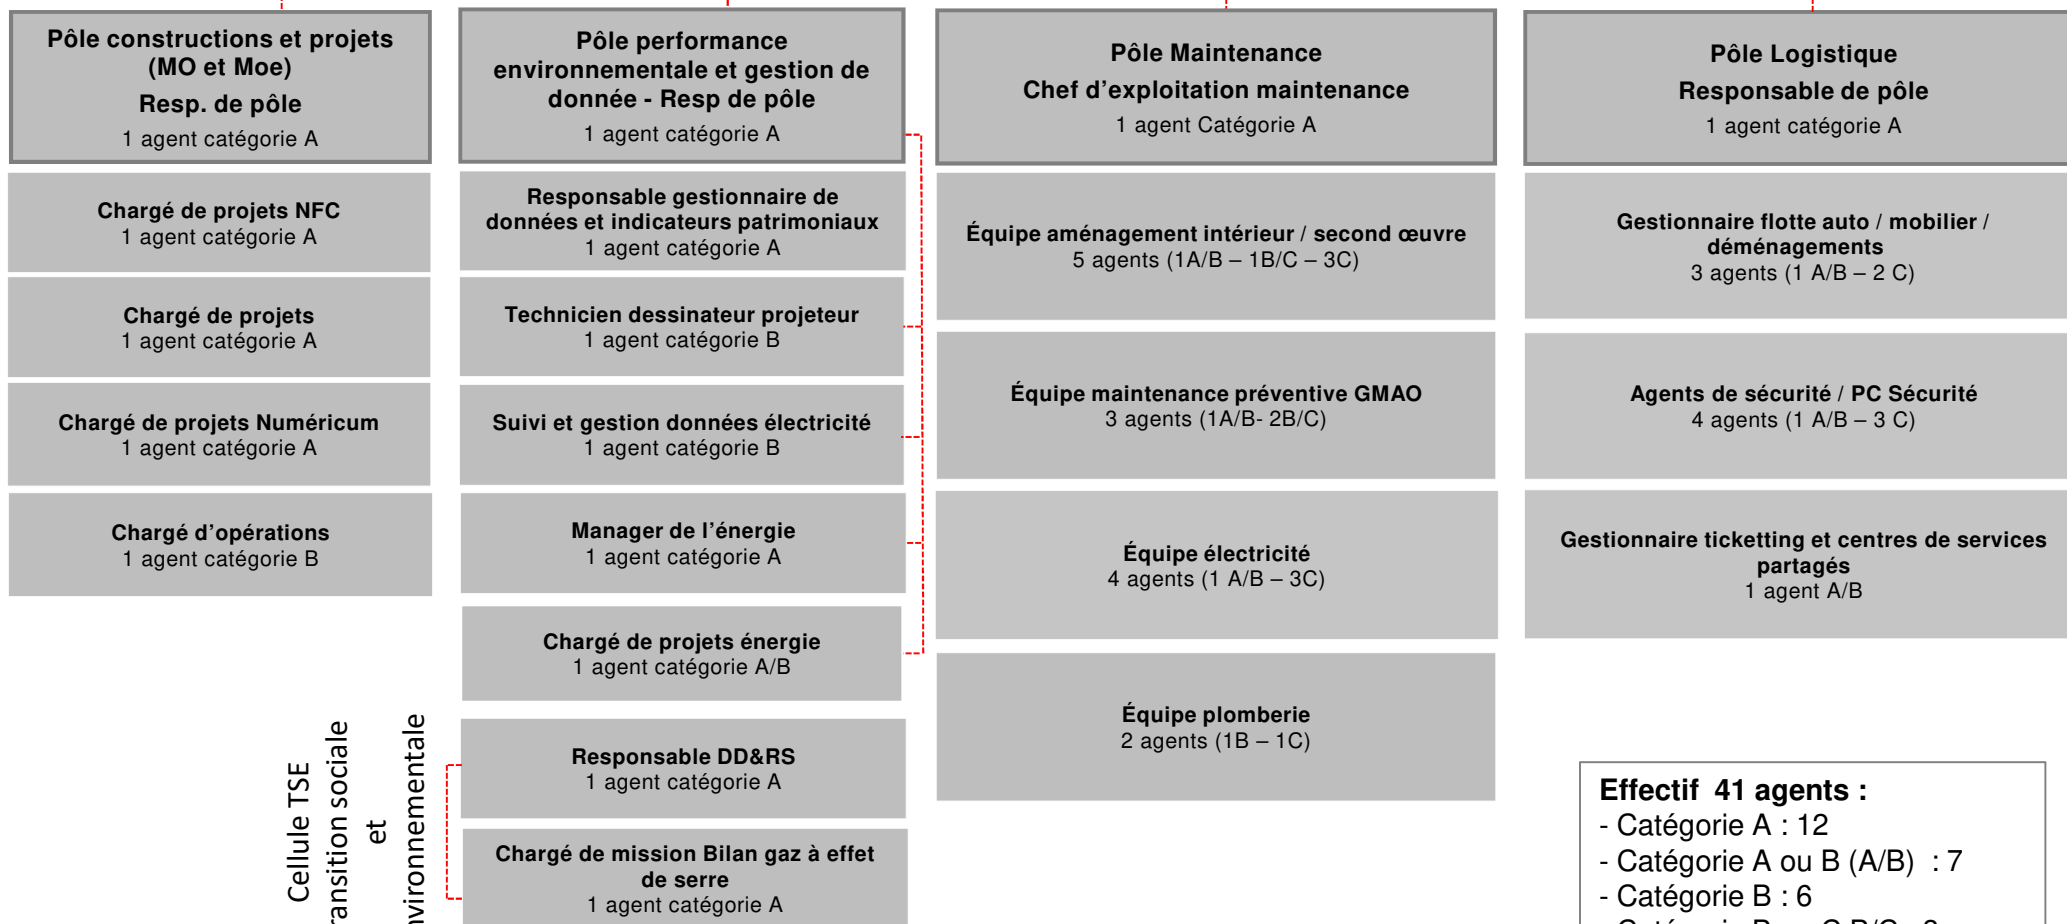 Pôle constructions et projets
(MO et Moe)
Resp. de pôle
1 agent catégorie A
Chargé de projets NFC
1 agent catégorie A
Chargé de projets
1 agent catégorie A
Chargé de projets Numéricum
1 agent catégorie A
Chargé d’opérations
1 agent catégorie B
Pôle performance
environnementale et gestion de
donnée - Resp de pôle
1 agent catégorie A
Responsable gestionnaire de
données et indicateurs patrimoniaux
1 agent catégorie A
Technicien dessinateur projeteur
1 agent catégorie B
Suivi et gestion données électricité
1 agent catégorie B
Manager de l’énergie
1 agent catégorie A
Chargé de projets énergie
1 agent catégorie A/B
Cellule TSE
ransition sociale
et
nvironnementale
Responsable DD&RS
1 agent catégorie A
Chargé de mission Bilan gaz à effet
de serre
1 agent catégorie A
Pôle Maintenance
Chef d’exploitation maintenance
1 agent Catégorie A
Équipe aménagement intérieur / second œuvre
5 agents (1A/B – 1B/C – 3C)
Équipe maintenance préventive GMAO
3 agents (1A/B- 2B/C)
Équipe électricité
4 agents (1 A/B – 3C)
Équipe plomberie
2 agents (1B – 1C)
Pôle Logistique
Responsable de pôle
1 agent catégorie A
Gestionnaire flotte auto / mobilier /
déménagements
3 agents (1 A/B – 2 C)
Agents de sécurité / PC Sécurité
4 agents (1 A/B – 3 C)
Gestionnaire ticketting et centres de services
partagés
1 agent A/B
Effectif 41 agents :
- Catégorie A : 12
- Catégorie A ou B (A/B) : 7
- Catégorie B : 6